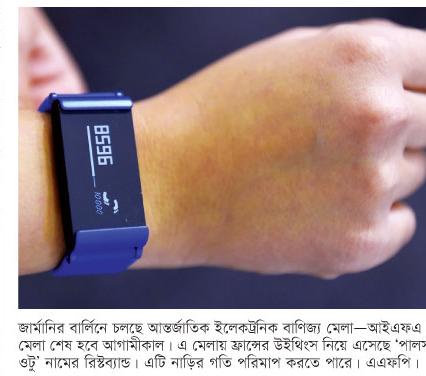 8596
10000
জার্মানির বার্লিনে চলছে আন্তর্জাতিক ইলেকট্রনিক বাণিজ্য মেলা—আইএফএ
মেলা শেষ হবে আগামীকাল। এ মেলায় ফ্রান্সের উইথিংস নিয়ে এসেছে ‘পালস
ওটু’ নামের রিস্টব্যান্ড। এটি নাড়ির গতি পরিমাপ করতে পারে। এএফপি।